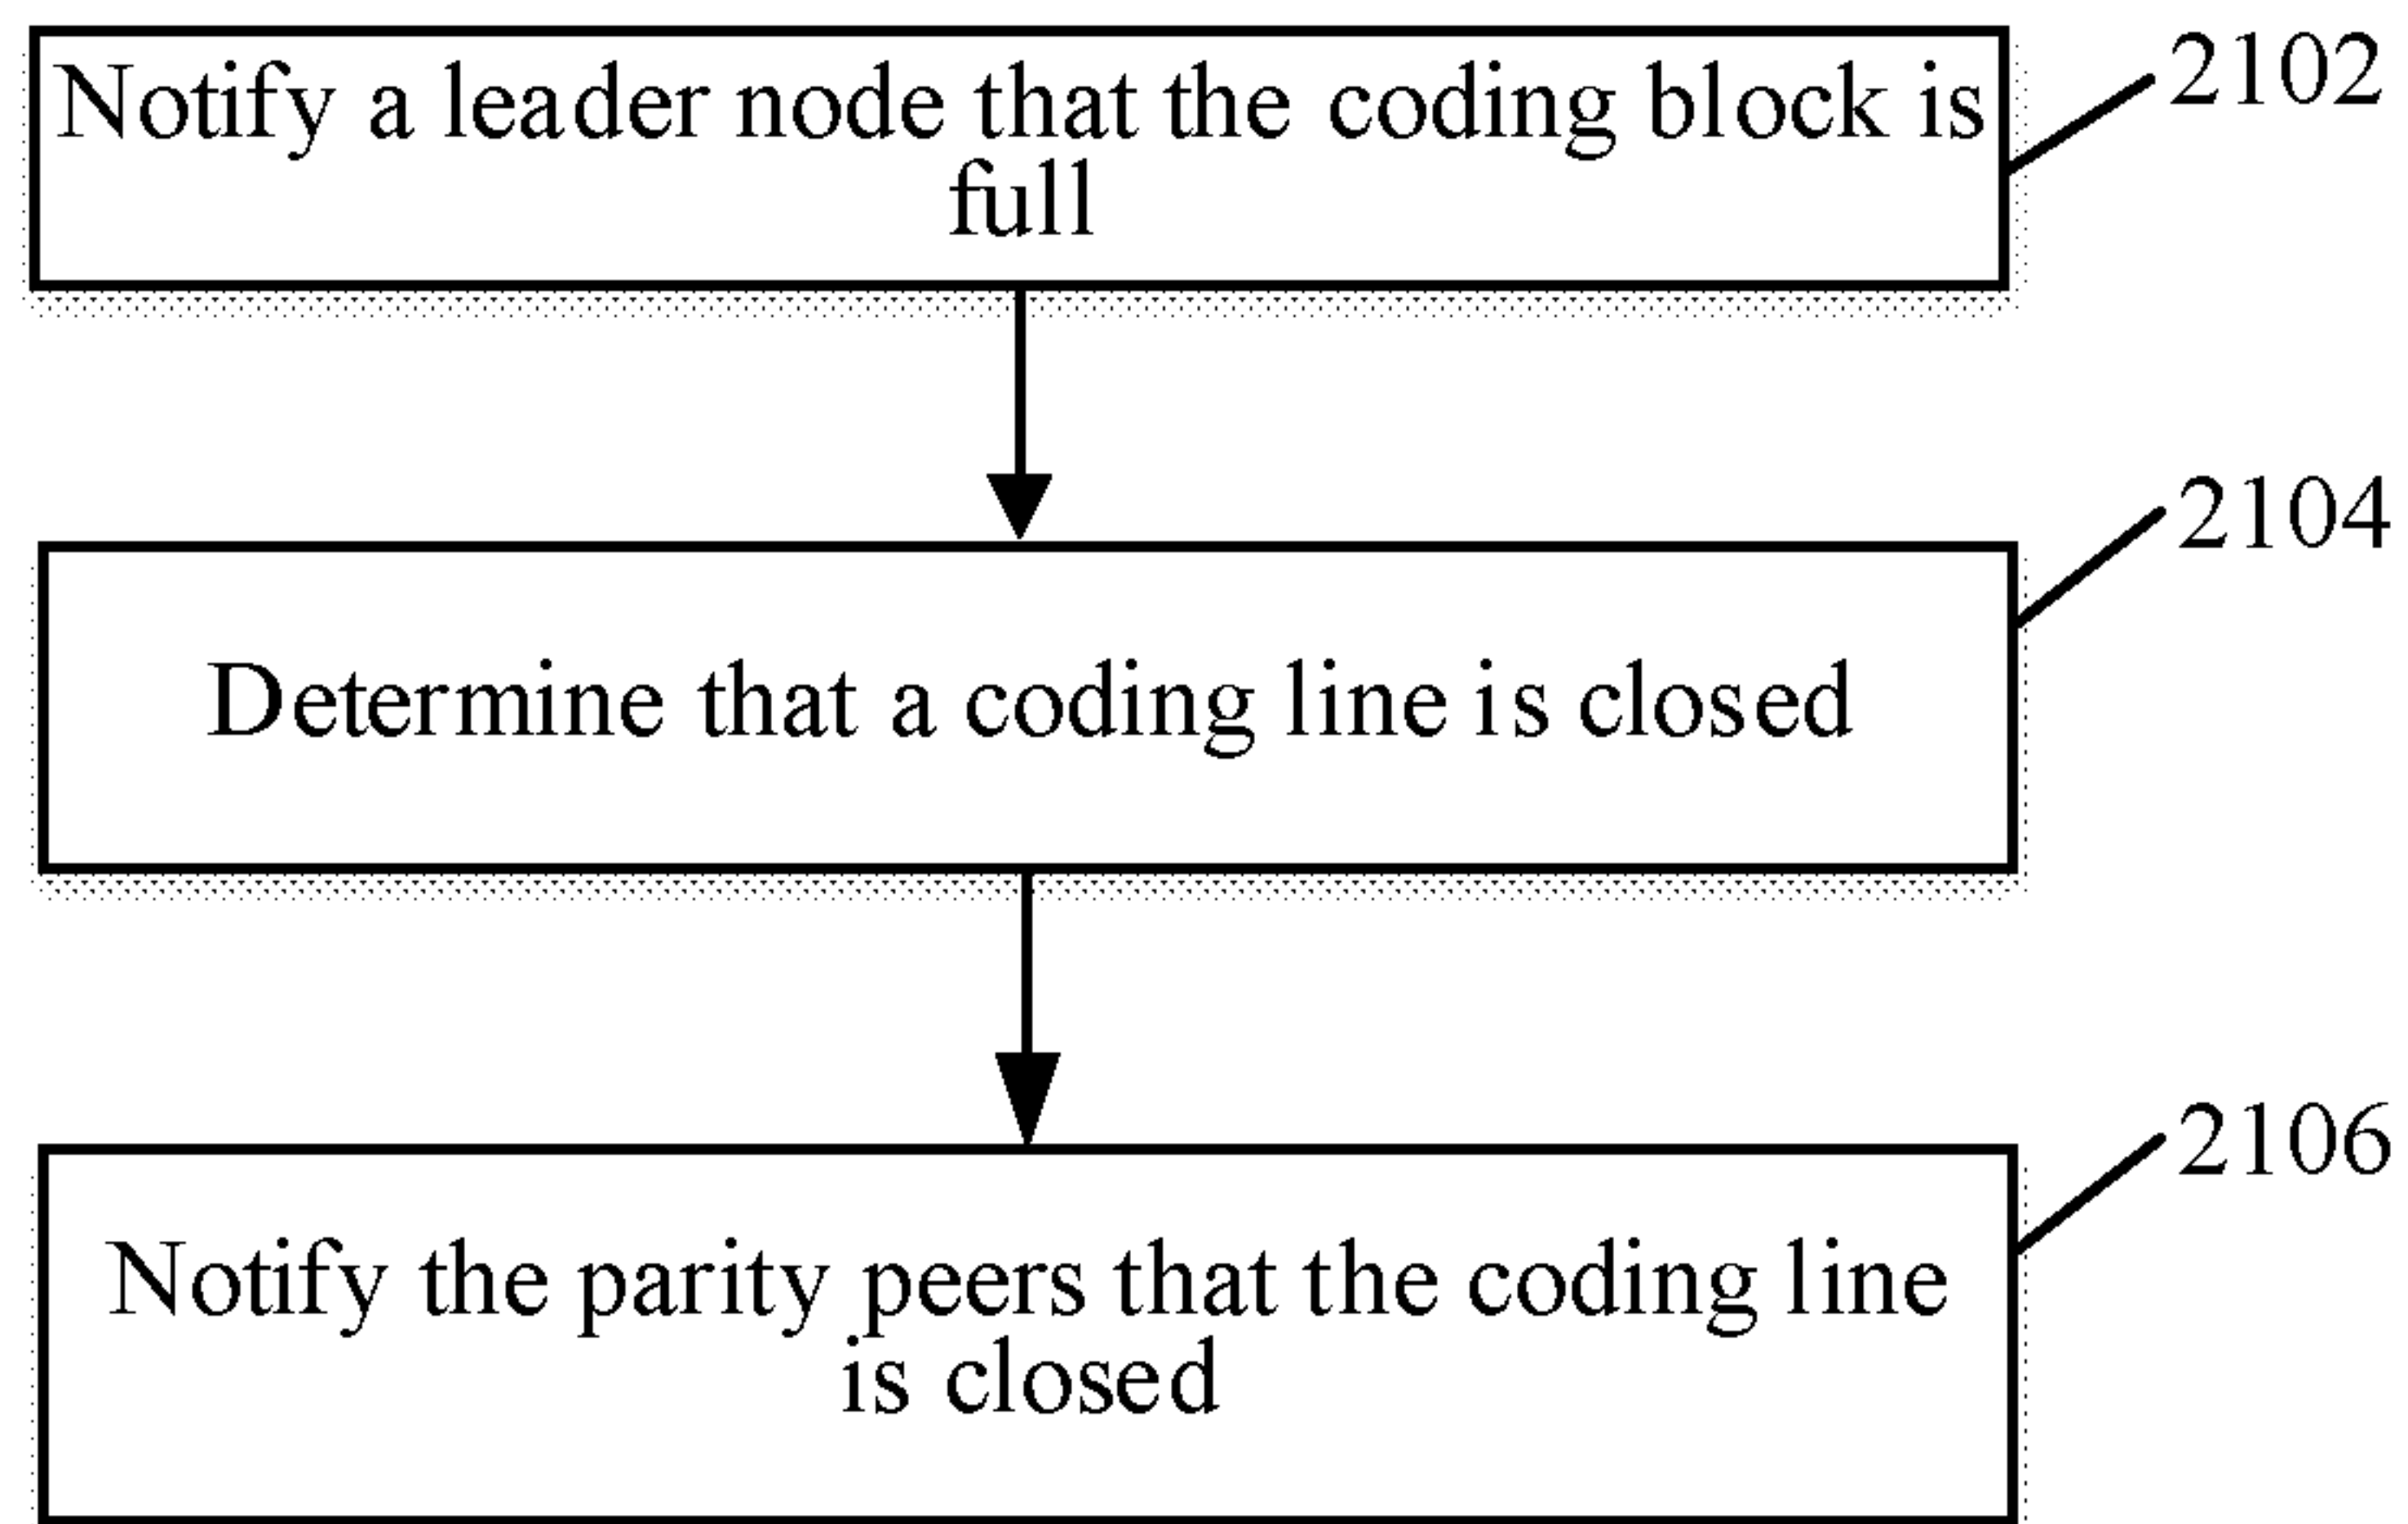 Notify a leader node that the coding block is
full
2102
Determine that a coding line is closed
2104
Notify the parity peers that the coding line
is closed
2106